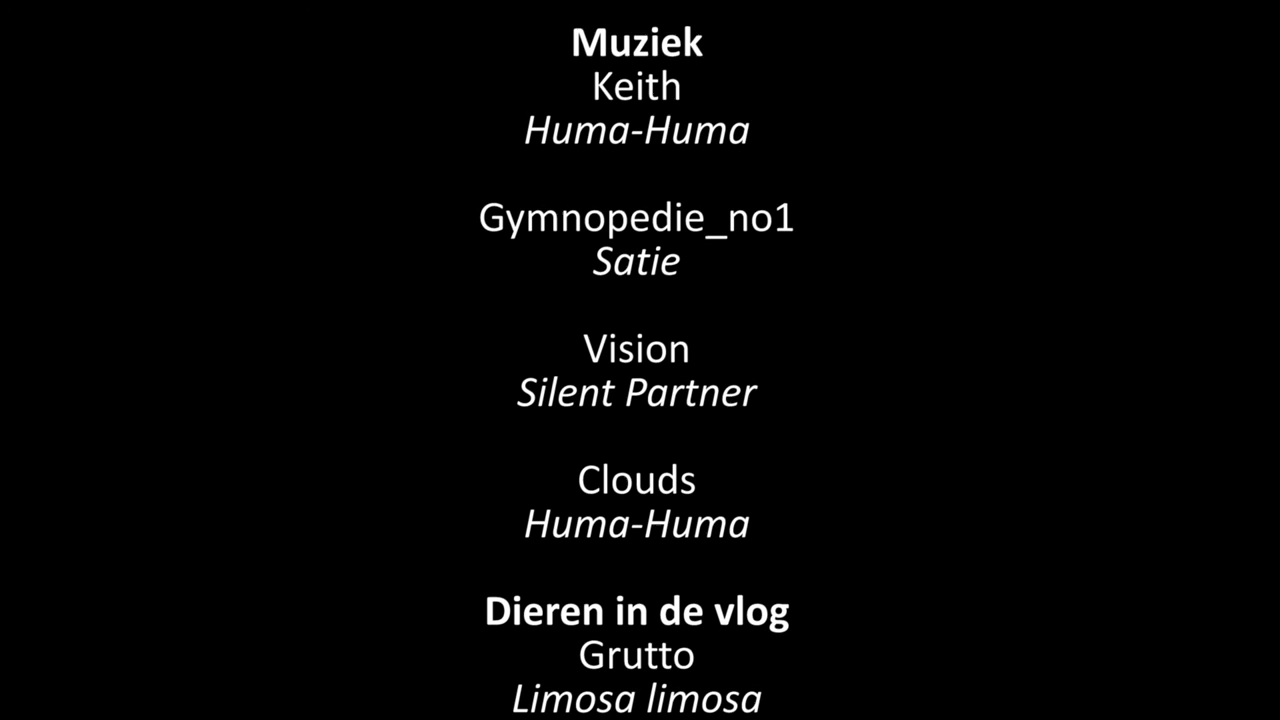 Muziek
Keith
Huma-Huma
Gymnopedie_no1
Satie
Vision
Silent Partner
Clouds
Huma-Huma
Dieren in de vlog
Grutto
Limosa limosa